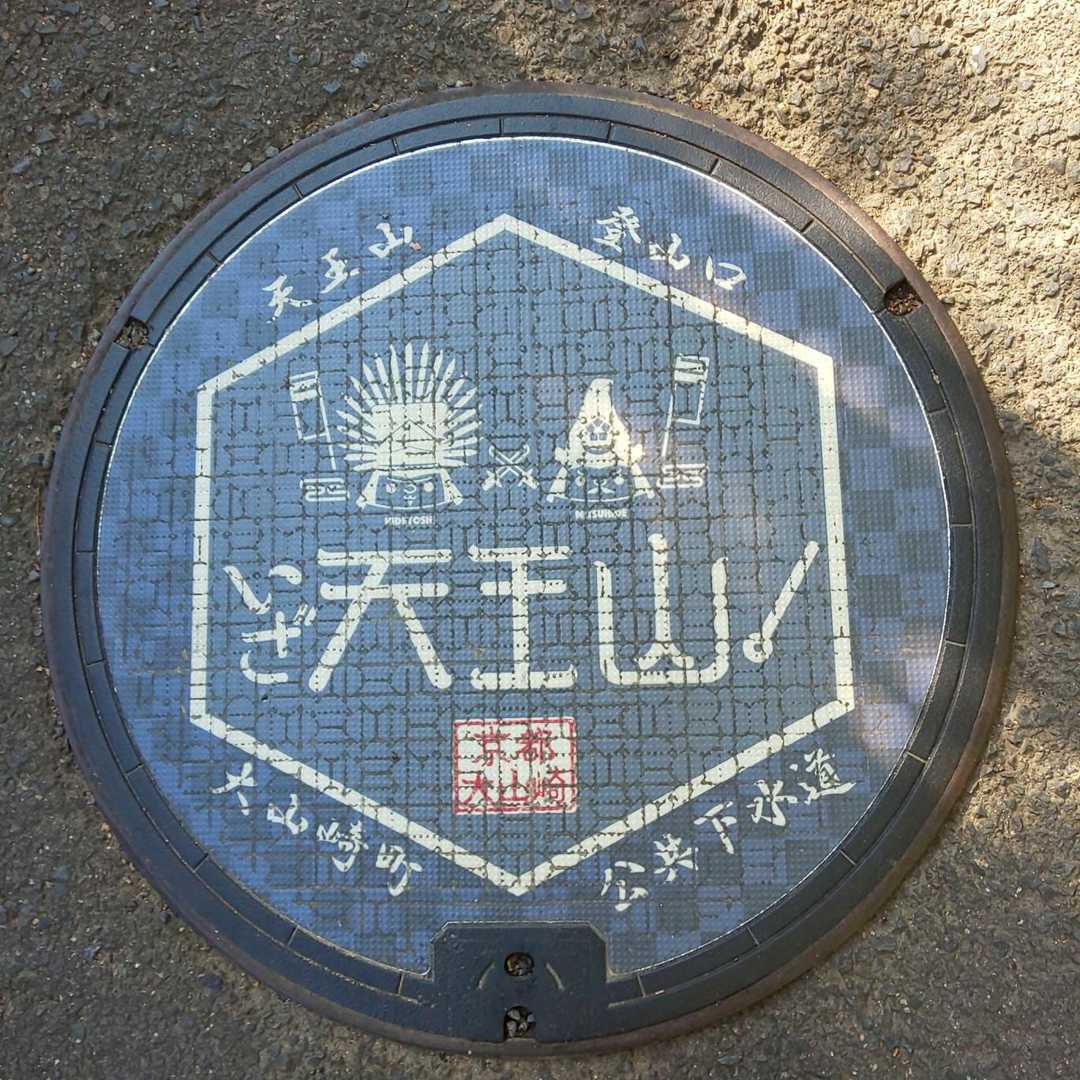 天王山 登山口
HIDEYOSHI
MITSUHIDE
いざ天王山！
京都
大山崎
大山崎町 公共下水道